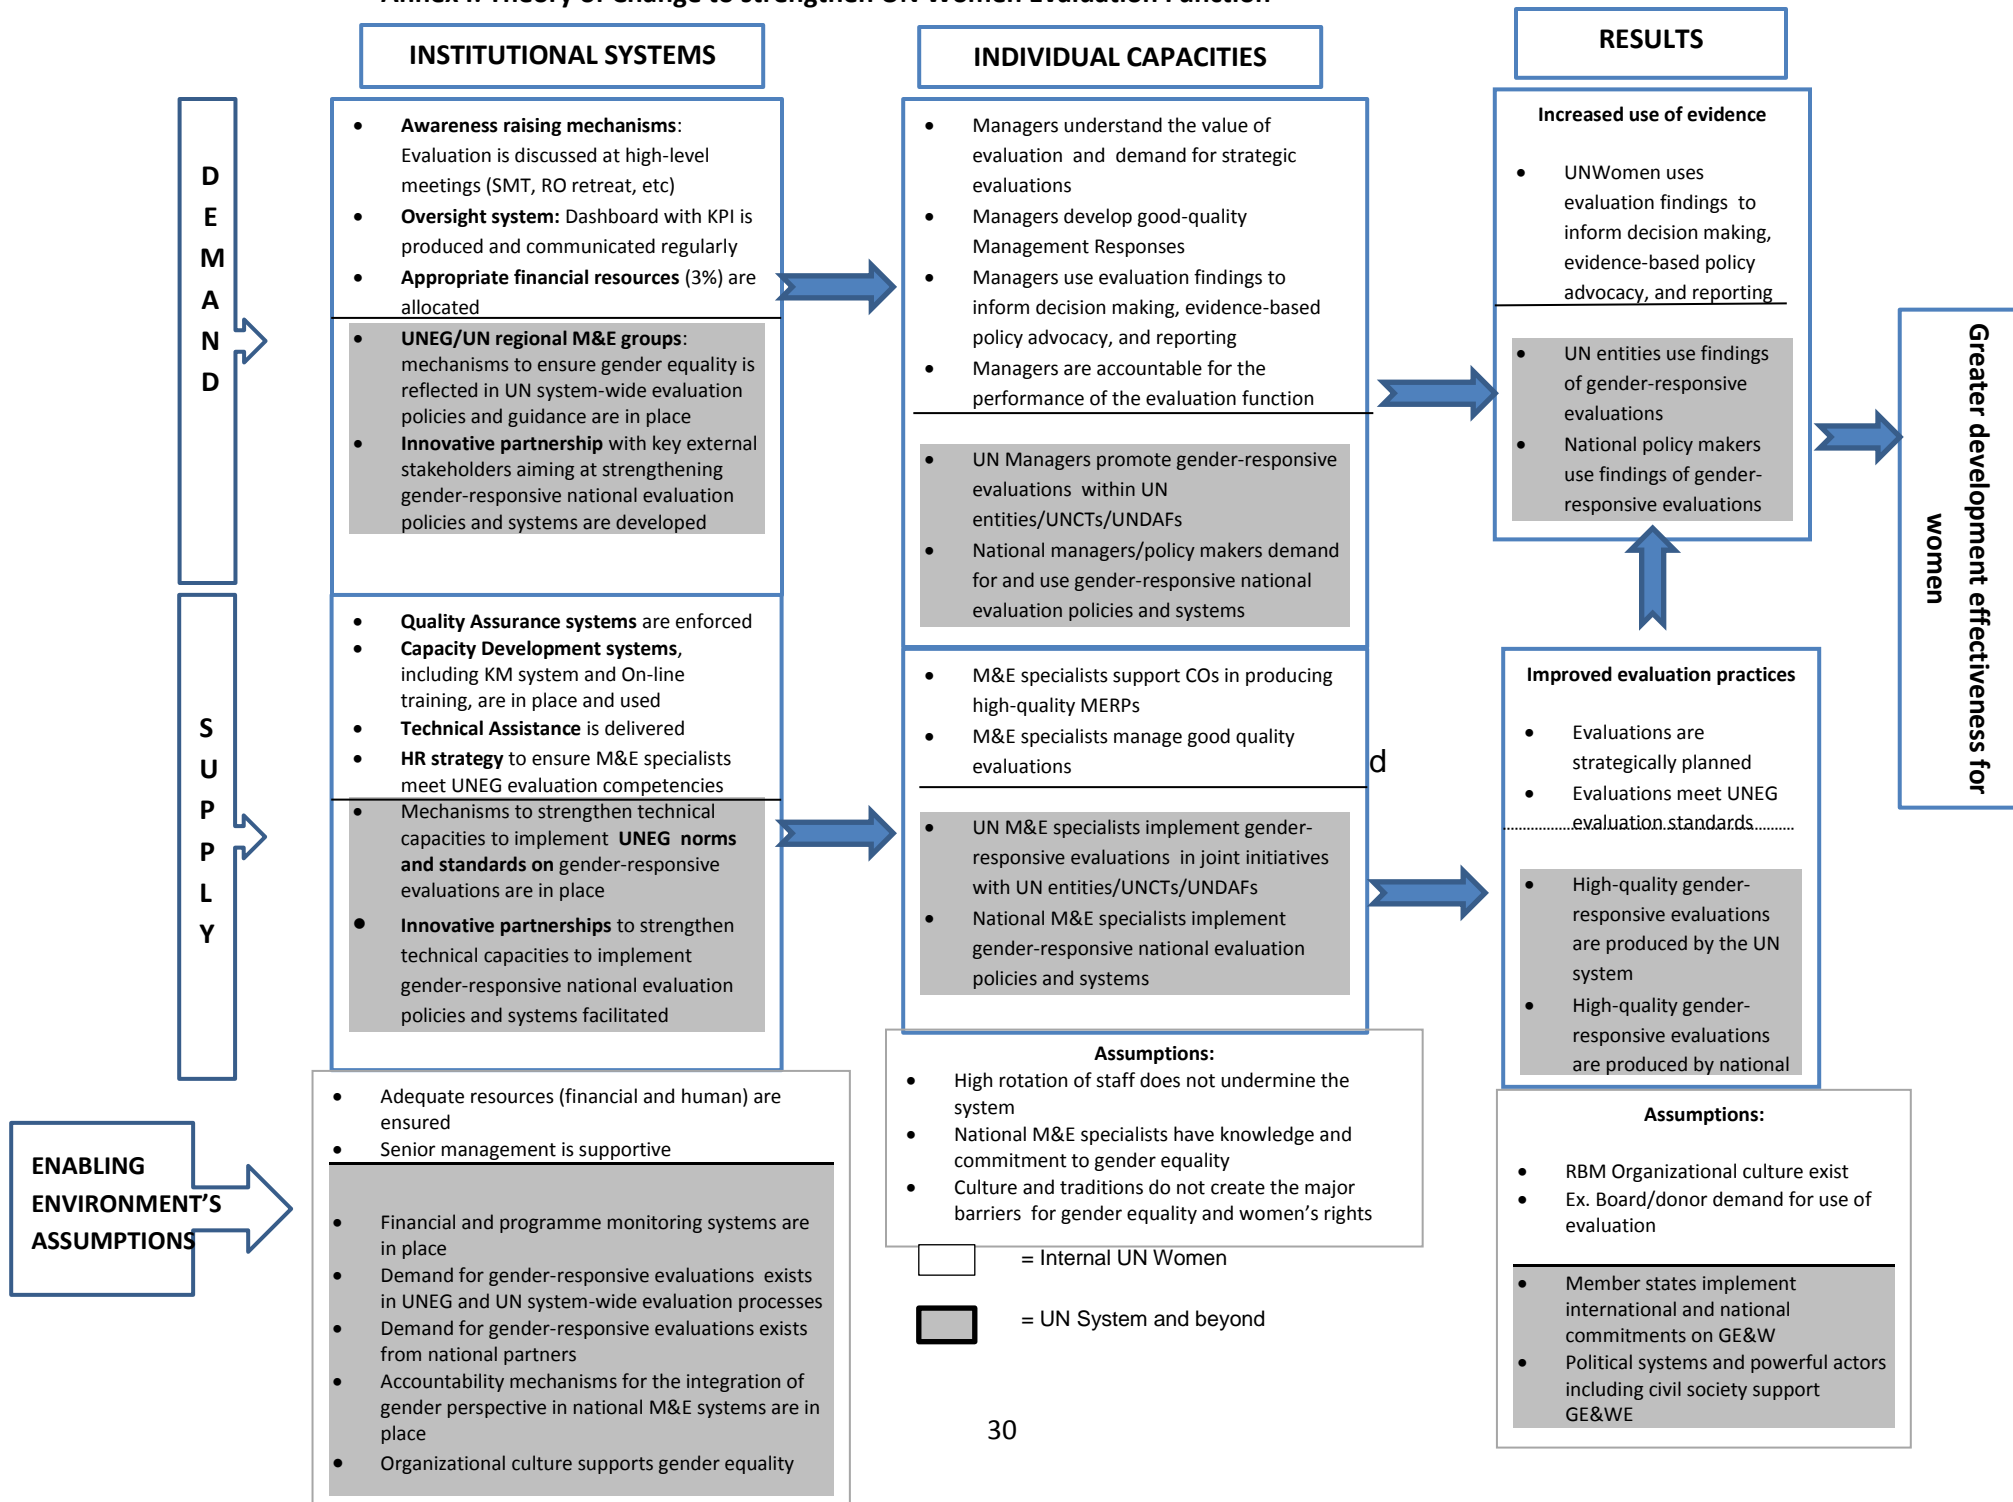 INSTITUTIONAL SYSTEMS
INDIVIDUAL CAPACITIES
RESULTS
D
E
M
A
N
D
• Awareness raising mechanisms:
Evaluation is discussed at high-level
meetings (SMT, RO retreat, etc)
• Oversight system: Dashboard with KPI is
produced and communicated regularly
• Appropriate financial resources (3%) are
allocated
• UNEG/UN regional M&E groups:
mechanisms to ensure gender equality is
reflected in UN system-wide evaluation
policies and guidance are in place
• Innovative partnership with key external
stakeholders aiming at strengthening
gender-responsive national evaluation
policies and systems are developed
• Managers understand the value of
evaluation and demand for strategic
evaluations
• Managers develop good-quality
Management Responses
• Managers use evaluation findings to
inform decision making, evidence-based
policy advocacy, and reporting
• Managers are accountable for the
performance of the evaluation function
• UN Managers promote gender-responsive
evaluations within UN
entities/UNCTs/UNDAFs
• National managers/policy makers demand
for and use gender-responsive national
evaluation policies and systems
Increased use of evidence
• UNWomen uses
evaluation findings to
inform decision making,
evidence-based policy
advocacy, and reporting
• UN entities use findings
of gender-responsive
evaluations
• National policy makers
use findings of gender-
responsive evaluations
Greater development effectiveness for
women
S
U
P
P
L
Y
• Quality Assurance systems are enforced
• Capacity Development systems,
including KM system and On-line
training, are in place and used
• Technical Assistance is delivered
• HR strategy to ensure M&E specialists
meet UNEG evaluation competencies
• Mechanisms to strengthen technical
capacities to implement UNEG norms
and standards on gender-responsive
evaluations are in place
• Innovative partnerships to strengthen
technical capacities to implement
gender-responsive national evaluation
policies and systems facilitated
• M&E specialists support COs in producing
high-quality MERPs
• M&E specialists manage good quality
evaluations
d
• UN M&E specialists implement gender-
responsive evaluations in joint initiatives
with UN entities/UNCTs/UNDAFs
• National M&E specialists implement
gender-responsive national evaluation
policies and systems
Improved evaluation practices
• Evaluations are
strategically planned
• Evaluations meet UNEG
evaluation standards
• High-quality gender-
responsive evaluations
are produced by the UN
system
• High-quality gender-
responsive evaluations
are produced by national
ENABLING
ENVIRONMENT'S
ASSUMPTIONS
• Adequate resources (financial and human) are
ensured
• Senior management is supportive
• Financial and programme monitoring systems are
in place
• Demand for gender-responsive evaluations exists
in UNEG and UN system-wide evaluation processes
• Demand for gender-responsive evaluations exists
from national partners
• Accountability mechanisms for the integration of
gender perspective in national M&E systems are in
place
• Organizational culture supports gender equality
Assumptions:
• High rotation of staff does not undermine the
system
• National M&E specialists have knowledge and
commitment to gender equality
• Culture and traditions do not create the major
barriers for gender equality and women's rights
= Internal UN Women
= UN System and beyond
Assumptions:
• RBM Organizational culture exist
• Ex. Board/donor demand for use of
evaluation
• Member states implement
international and national
commitments on GE&W
• Political systems and powerful actors
including civil society support
GE&WE
30